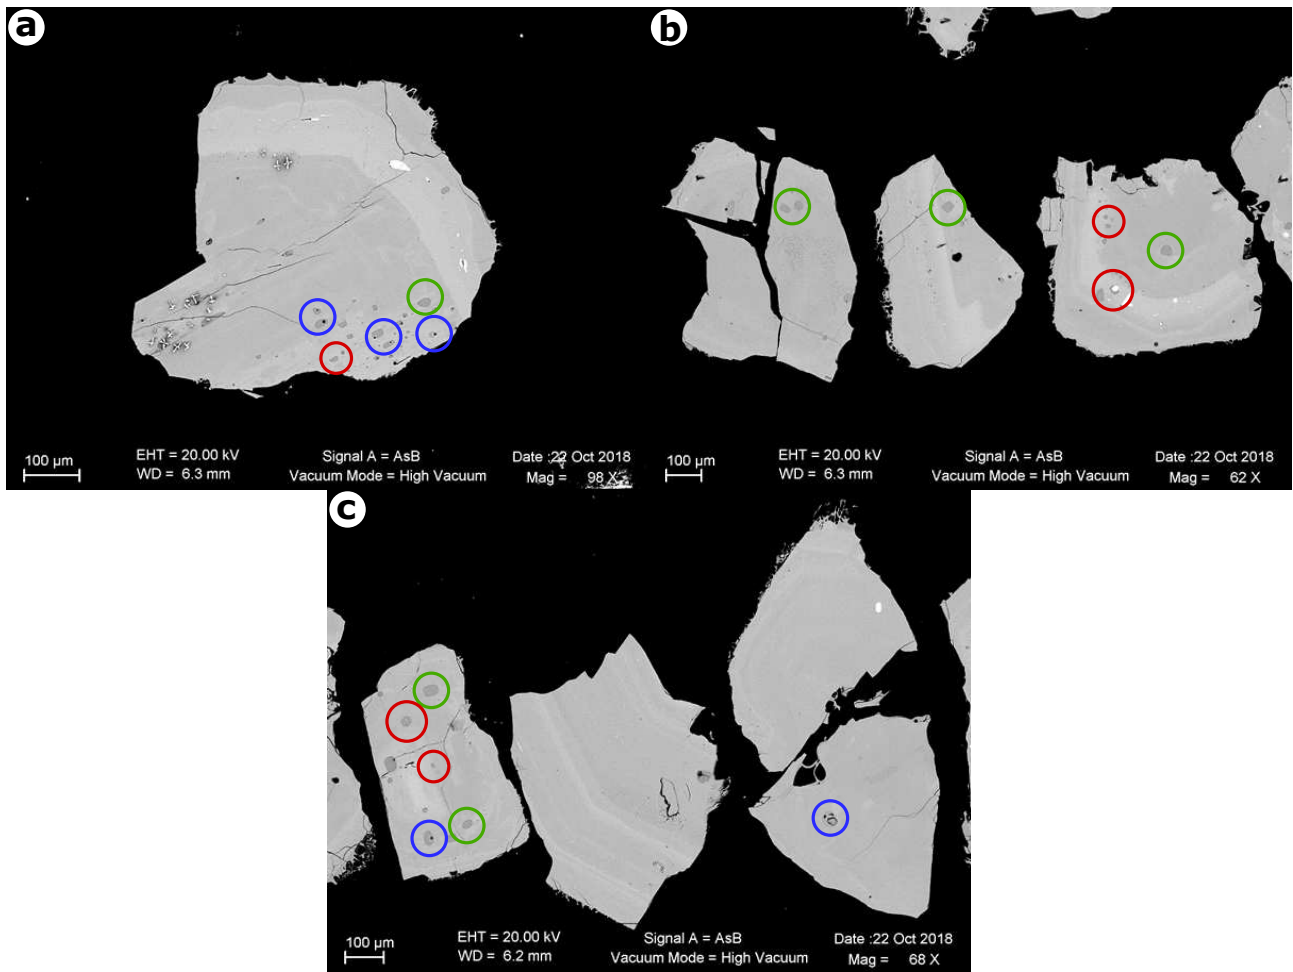 a
100 µm
EHT = 20.00 kV
WD = 6.3 mm
Signal A = AsB
Vacuum Mode = High Vacuum
Date :22 Oct 2018
Mag = 98 X
b
100 µm
EHT = 20.00 kV
WD = 6.3 mm
Signal A = AsB
Vacuum Mode = High Vacuum
Date :22 Oct 2018
Mag = 62 X
c
100 µm
EHT = 20.00 kV
WD = 6.2 mm
Signal A = AsB
Vacuum Mode = High Vacuum
Date :22 Oct 2018
Mag = 68 X